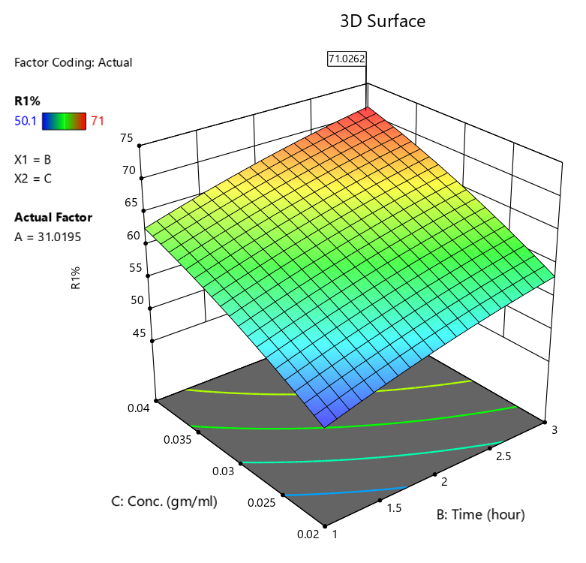 3D Surface
Factor Coding: Actual
71.0262
R1%
50.1 71
X1 = B
X2 = C
Actual Factor
A = 31.0195
R1%
75
70
65
60
55
50
45
0.04
0.035
0.03
0.025
0.02
C: Conc. (gm/ml)
1
1.5
2
2.5
3
B: Time (hour)